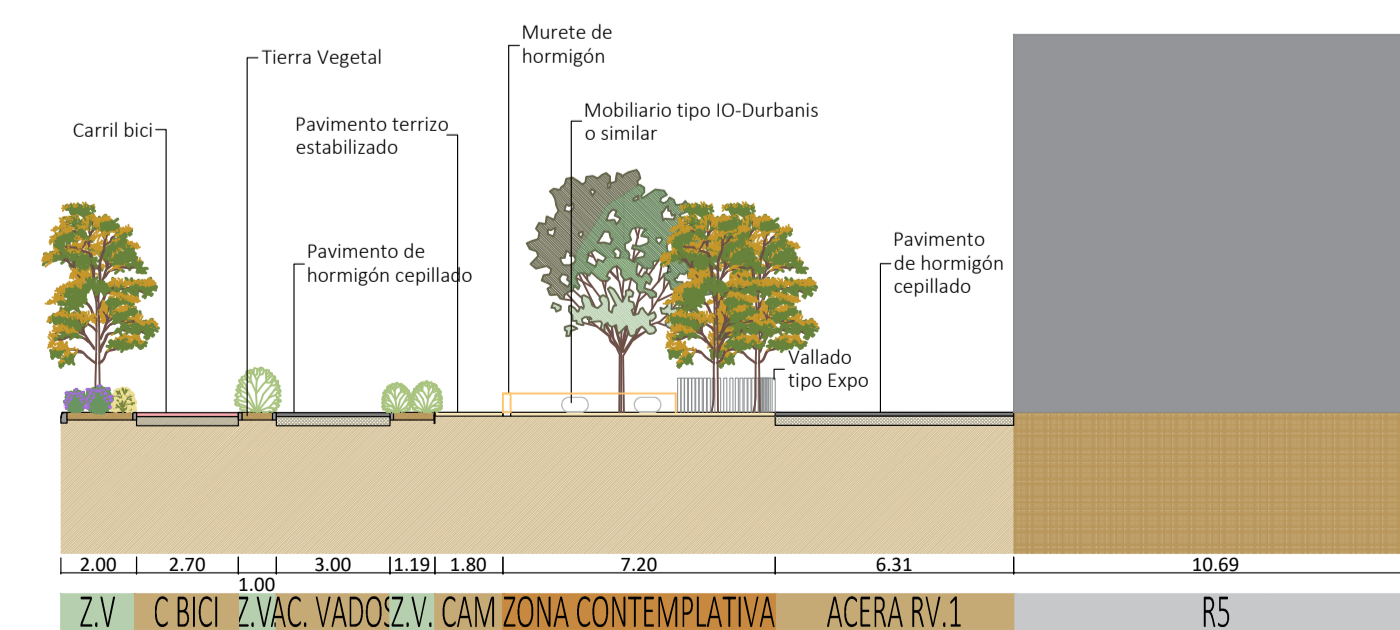 Murete de
hormigón
Tierra Vegetal
Mobiliario tipo IO-Durbanis
o similar
Carril bici
Pavimento terrizo
estabilizado
Pavimento de
hormigón cepillado
Pavimento
de hormigón
cepillado
Vallado
tipo Expo
2.00 2.70 3.00 1.19 1.80 7.20 6.31 10.69
1.00
Z.V C BICI Z.V AC. VADOS Z.V. CAM ZONA CONTEMPLATIVA ACERA RV.1 R5